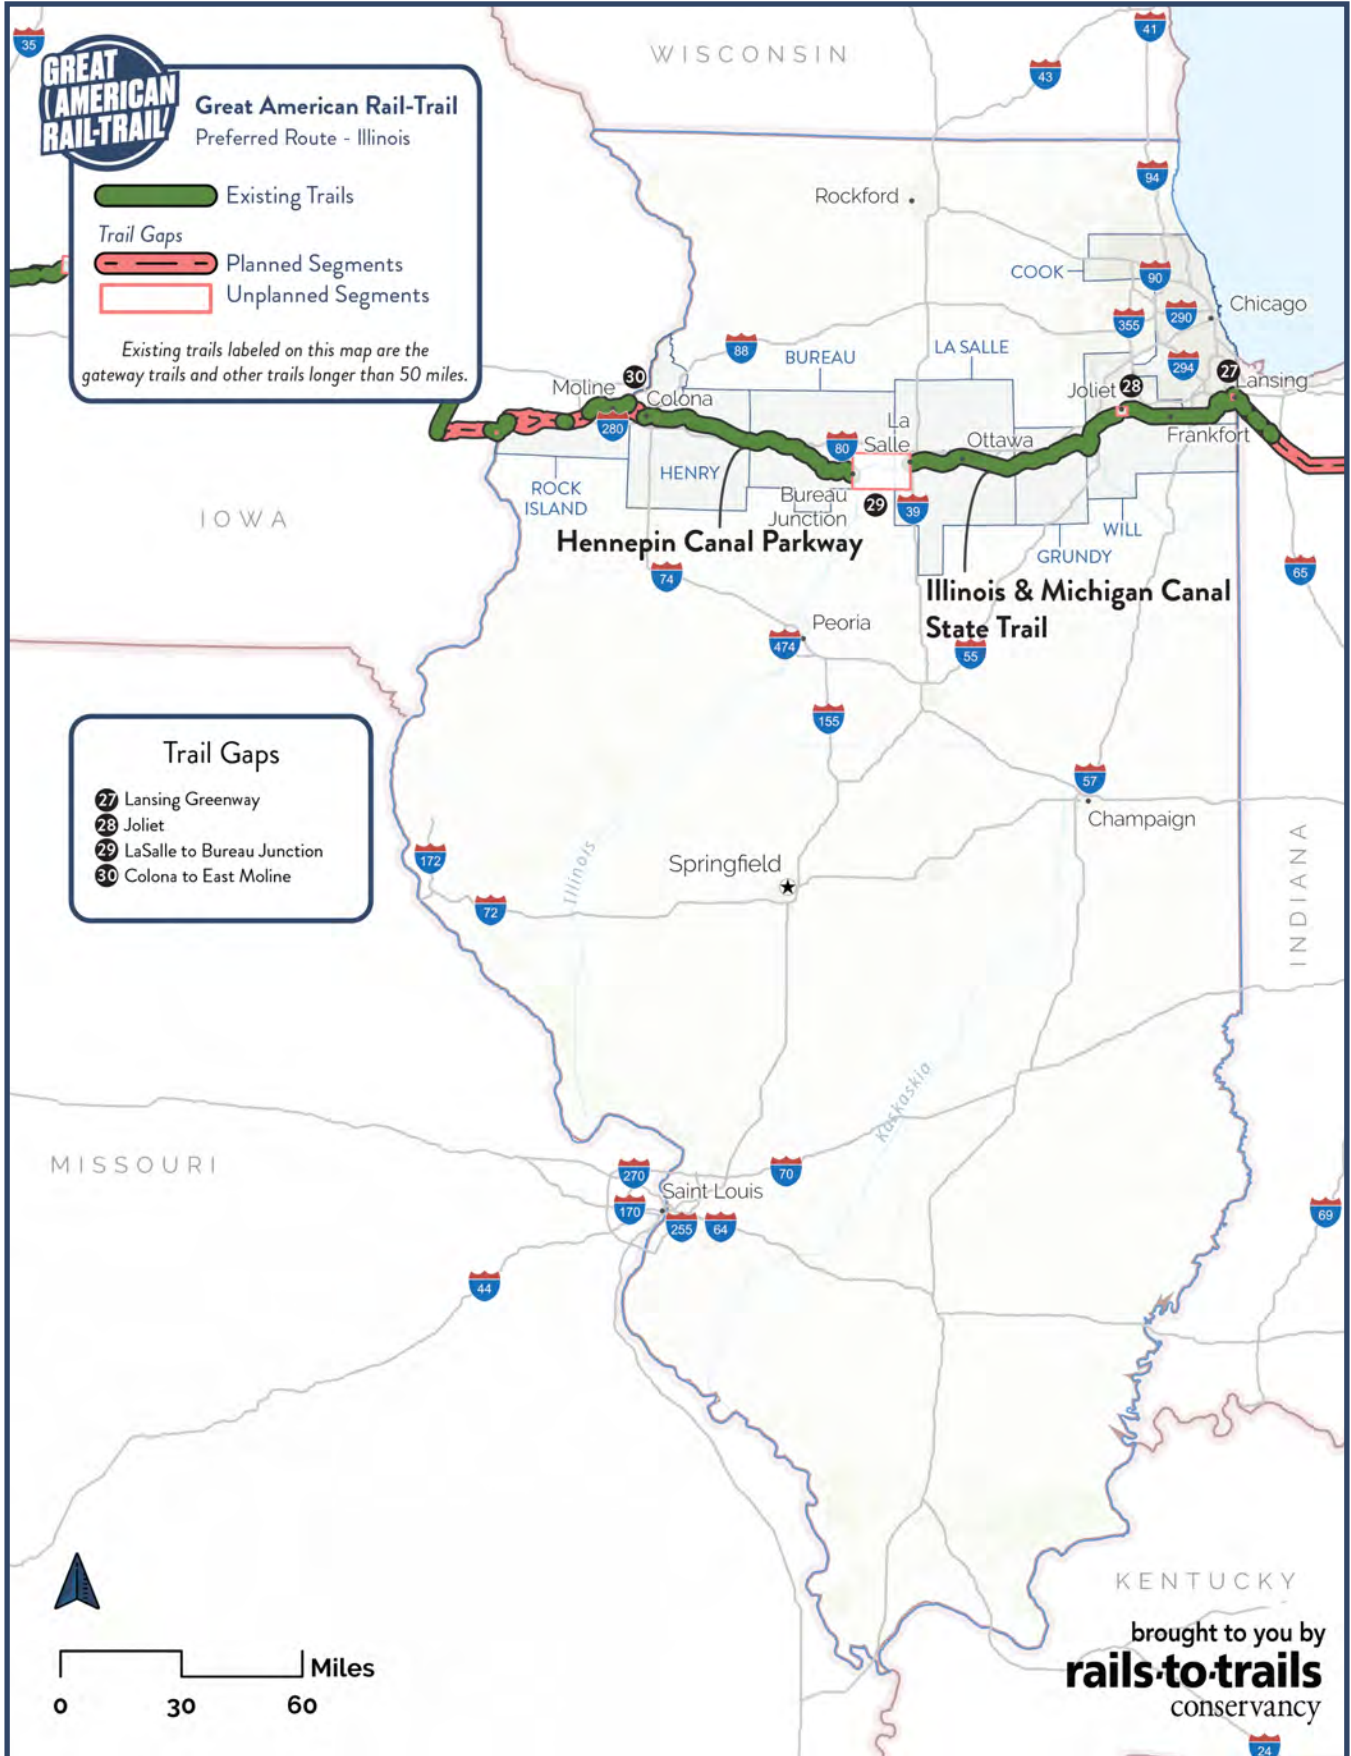 GREAT
AMERICAN
RAIL-TRAIL
Great American Rail-Trail
Preferred Route - Illinois
Existing Trails
Trail Gaps
Planned Segments
Unplanned Segments
Existing trails labeled on this map are the
gateway trails and other trails longer than 50 miles.
35
WISCONSIN
41
43
94
Rockford
COOK
90
Chicago
355
290
88
BUREAU
LA SALLE
294
27
Lansing
30
Moline
Colona
Joliet
28
280
La
Salle
80
Ottawa
Frankfort
HENRY
ROCK
ISLAND
Bureau
Junction
29
39
WILL
GRUNDY
IOWA
Hennepin Canal Parkway
74
65
Illinois & Michigan Canal
State Trail
Peoria
474
55
155
Trail Gaps
27 Lansing Greenway
28 Joliet
29 LaSalle to Bureau Junction
30 Colona to East Moline
57
Champaign
172
Springfield
Illinois
72
INDIANA
Kaskaskia
MISSOURI
270
70
Saint Louis
170
255
64
69
44
KENTUCKY
Miles
0
30
60
brought to you by
rails·to·trails
conservancy
24